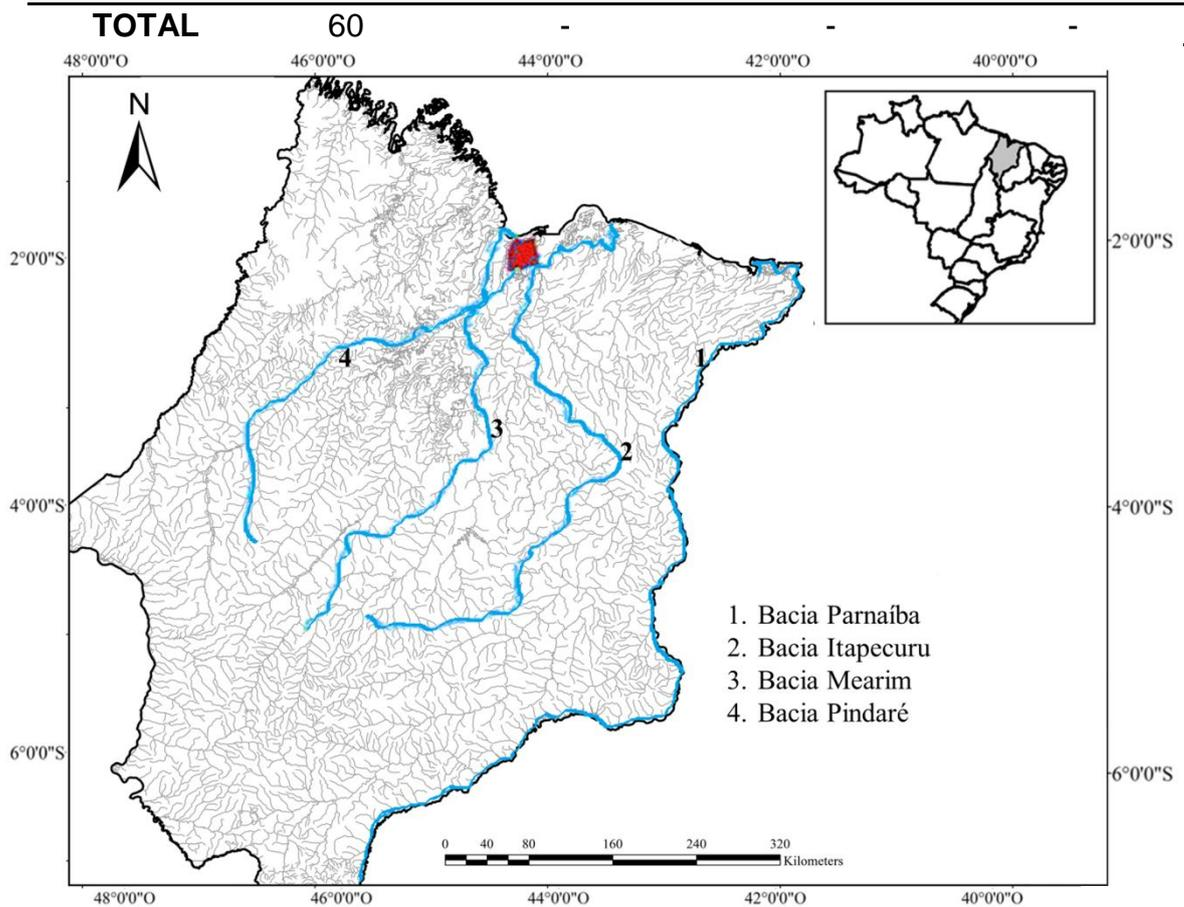 TOTAL 60 - - -
48°0'0"O 46°0'0"O 44°0'0"O 42°0'0"O 40°0'0"O
N
2°0'0"S 2°0'0"S
4 1
3
2
4°0'0"S 4°0'0"S
1. Bacia Parnaíba
2. Bacia Itapecuru
3. Bacia Mearim
4. Bacia Pindaré
6°0'0"S 6°0'0"S
0 40 80 160 240 320
Kilometers
48°0'0"O 46°0'0"O 44°0'0"O 42°0'0"O 40°0'0"O